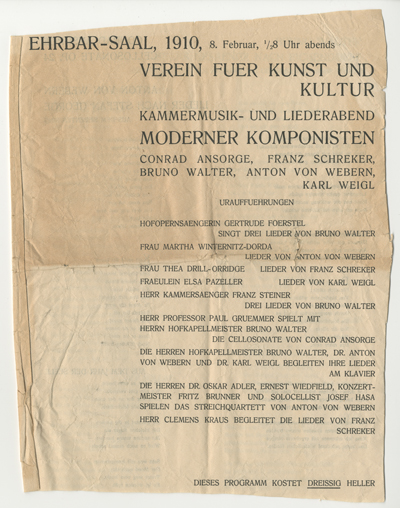 EHRBAR-SAAL, 1910, 8. Februar, ½8 Uhr abends
VEREIN FUER KUNST UND
KULTUR
KAMMERMUSIK- UND LIEDERABEND
MODERNER KOMPONISTEN
CONRAD ANSORGE, FRANZ SCHREKER,
BRUNO WALTER, ANTON VON WEBERN,
KARL WEIGL
URAUFFUEHRUNGEN
HOFOPERNSAENGERIN GERTRUDE FOERSTEL
SINGT DREI LIEDER VON BRUNO WALTER
FRAU MARTHA WINTERNITZ-DORDA
LIEDER VON ANTON VON WEBERN
FRAU THEA DRILL-ORRIDGE LIEDER VON FRANZ SCHREKER
FRAEULEIN ELSA PAZELLER LIEDER VON KARL WEIGL
HERR KAMMERSAENGER FRANZ STEINER
DREI LIEDER VON BRUNO WALTER
HERR PROFESSOR PAUL GRUEMMER SPIELT MIT
HERRN HOFKAPELLMEISTER BRUNO WALTER
DIE CELLOSONATE VON CONRAD ANSORGE
DIE HERREN HOFKAPELLMEISTER BRUNO WALTER, DR. ANTON
VON WEBERN UND DR. KARL WEIGL BEGLEITEN IHRE LIEDER
AM KLAVIER
DIE HERREN DR. OSKAR ADLER, ERNEST WIEDFIELD, KONZERT-
MEISTER FRITZ BRUNNER UND SOLOCELLIST JOSEF HASA
SPIELEN DAS STREICHQUARTETT VON ANTON VON WEBERN
HERR CLEMENS KRAUS BEGLEITET DIE LIEDER VON FRANZ
SCHREKER
DIESES PROGRAMM KOSTET DREISSIG HELLER